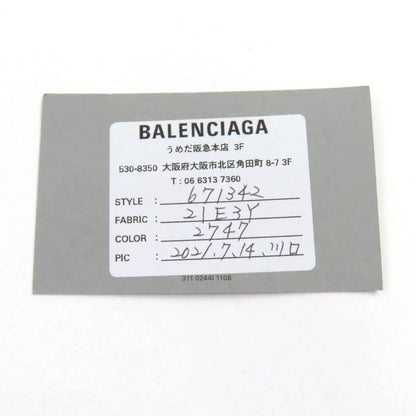 BALENCIAGA
うめだ阪急本店 3F
530-8350 大阪府大阪市北区角田町 8-7 3F
T : 06 6313 7360
STYLE : 671342
FABRIC : 21E3Y
COLOR : 2747
PIC : 2021.7.14、川口
311 02441 1108